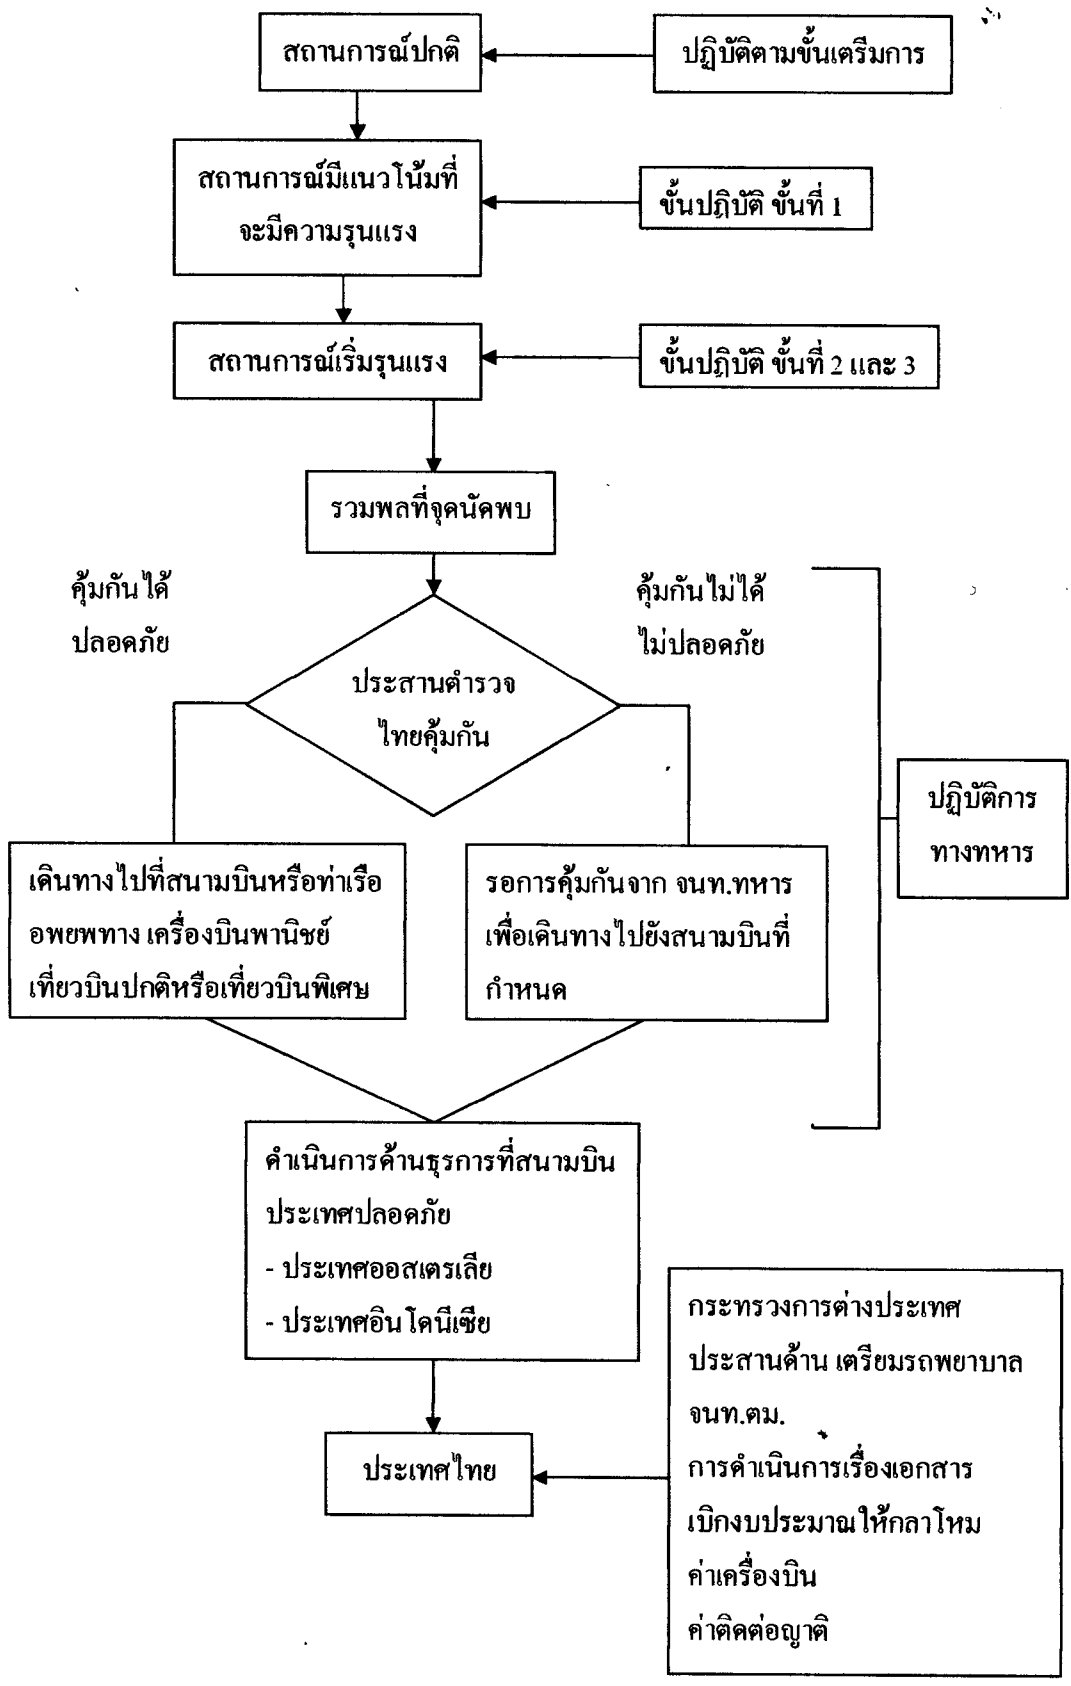 สถานการณ์ปกติ
ปฏิบัติตามขั้นเตรีมการ
สถานการณ์มีแนวโน้มที่
จะมีความรุนแรง
ขั้นปฏิบัติ ขั้นที่ 1
สถานการณ์เริ่มรุนแรง
ขั้นปฏิบัติ ขั้นที่ 2 และ 3
รวมพลที่จุดนัดพบ
คุ้มกันได้
ปลอดภัย
คุ้มกันไม่ได้
ไม่ปลอดภัย
ประสานตำรวจ
ไทยคุ้มกัน
ปฏิบัติการ
ทางทหาร
เดินทางไปที่สนามบินหรือท่าเรือ
อพยพทาง เครื่องบินพานิชย์
เที่ยวบินปกติหรือเที่ยวบินพิเศษ
รอการคุ้มกันจาก จนท.ทหาร
เพื่อเดินทางไปยังสนามบินที่
กำหนด
ดำเนินการด้านธุรการที่สนามบิน
ประเทศปลอดภัย
- ประเทศออสเตรเลีย
- ประเทศอินโดนีเซีย
ประเทศไทย
กระทรวงการต่างประเทศ
ประสานด้าน เตรียมรถพยาบาล
จนท.ตม.
การดำเนินการเรื่องเอกสาร
เบิกงบประมาณให้กลาโหม
ค่าเครื่องบิน
ค่าติดต่อญาติ